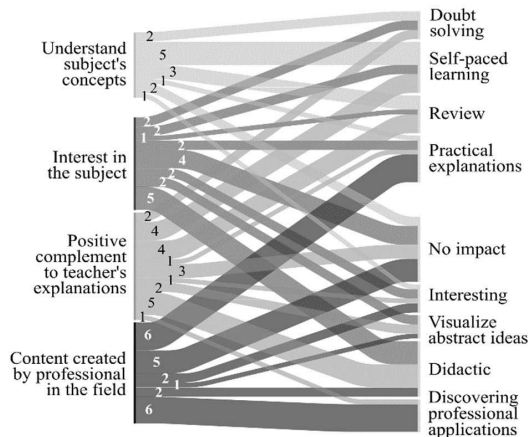 Understand
subject's
concepts
Interest in
the subject
Positive
complement
to teacher's
explanations
Content created
by professional
in the field
2
5
3
1
2
1
2
2
1
2
4
2
2
5
2
4
4
1
3
1
2
5
1
6
5
2
1
2
6
Doubt
solving
Self-paced
learning
Review
Practical
explanations
No impact
Interesting
Visualize
abstract ideas
Didactic
Discovering
professional
applications